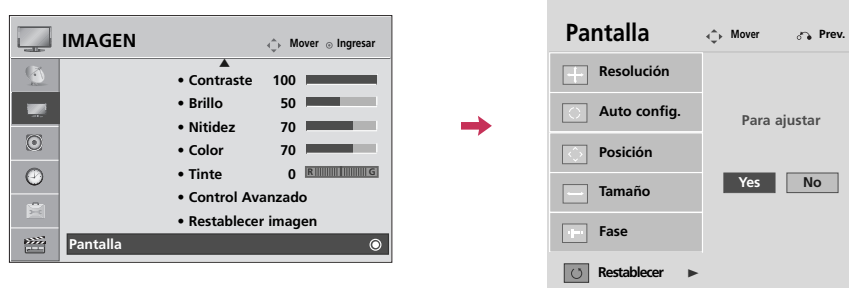 IMAGEN
Mover
Ingresar
• Contraste 100
• Brillo 50
• Nitidez 70
• Color 70
• Tinte 0 R G
• Control Avanzado
• Restablecer imagen
Pantalla
Pantalla
Mover
Prev.
Resolución
Auto config.
Posición
Tamaño
Fase
Restablecer
Para ajustar
Yes No